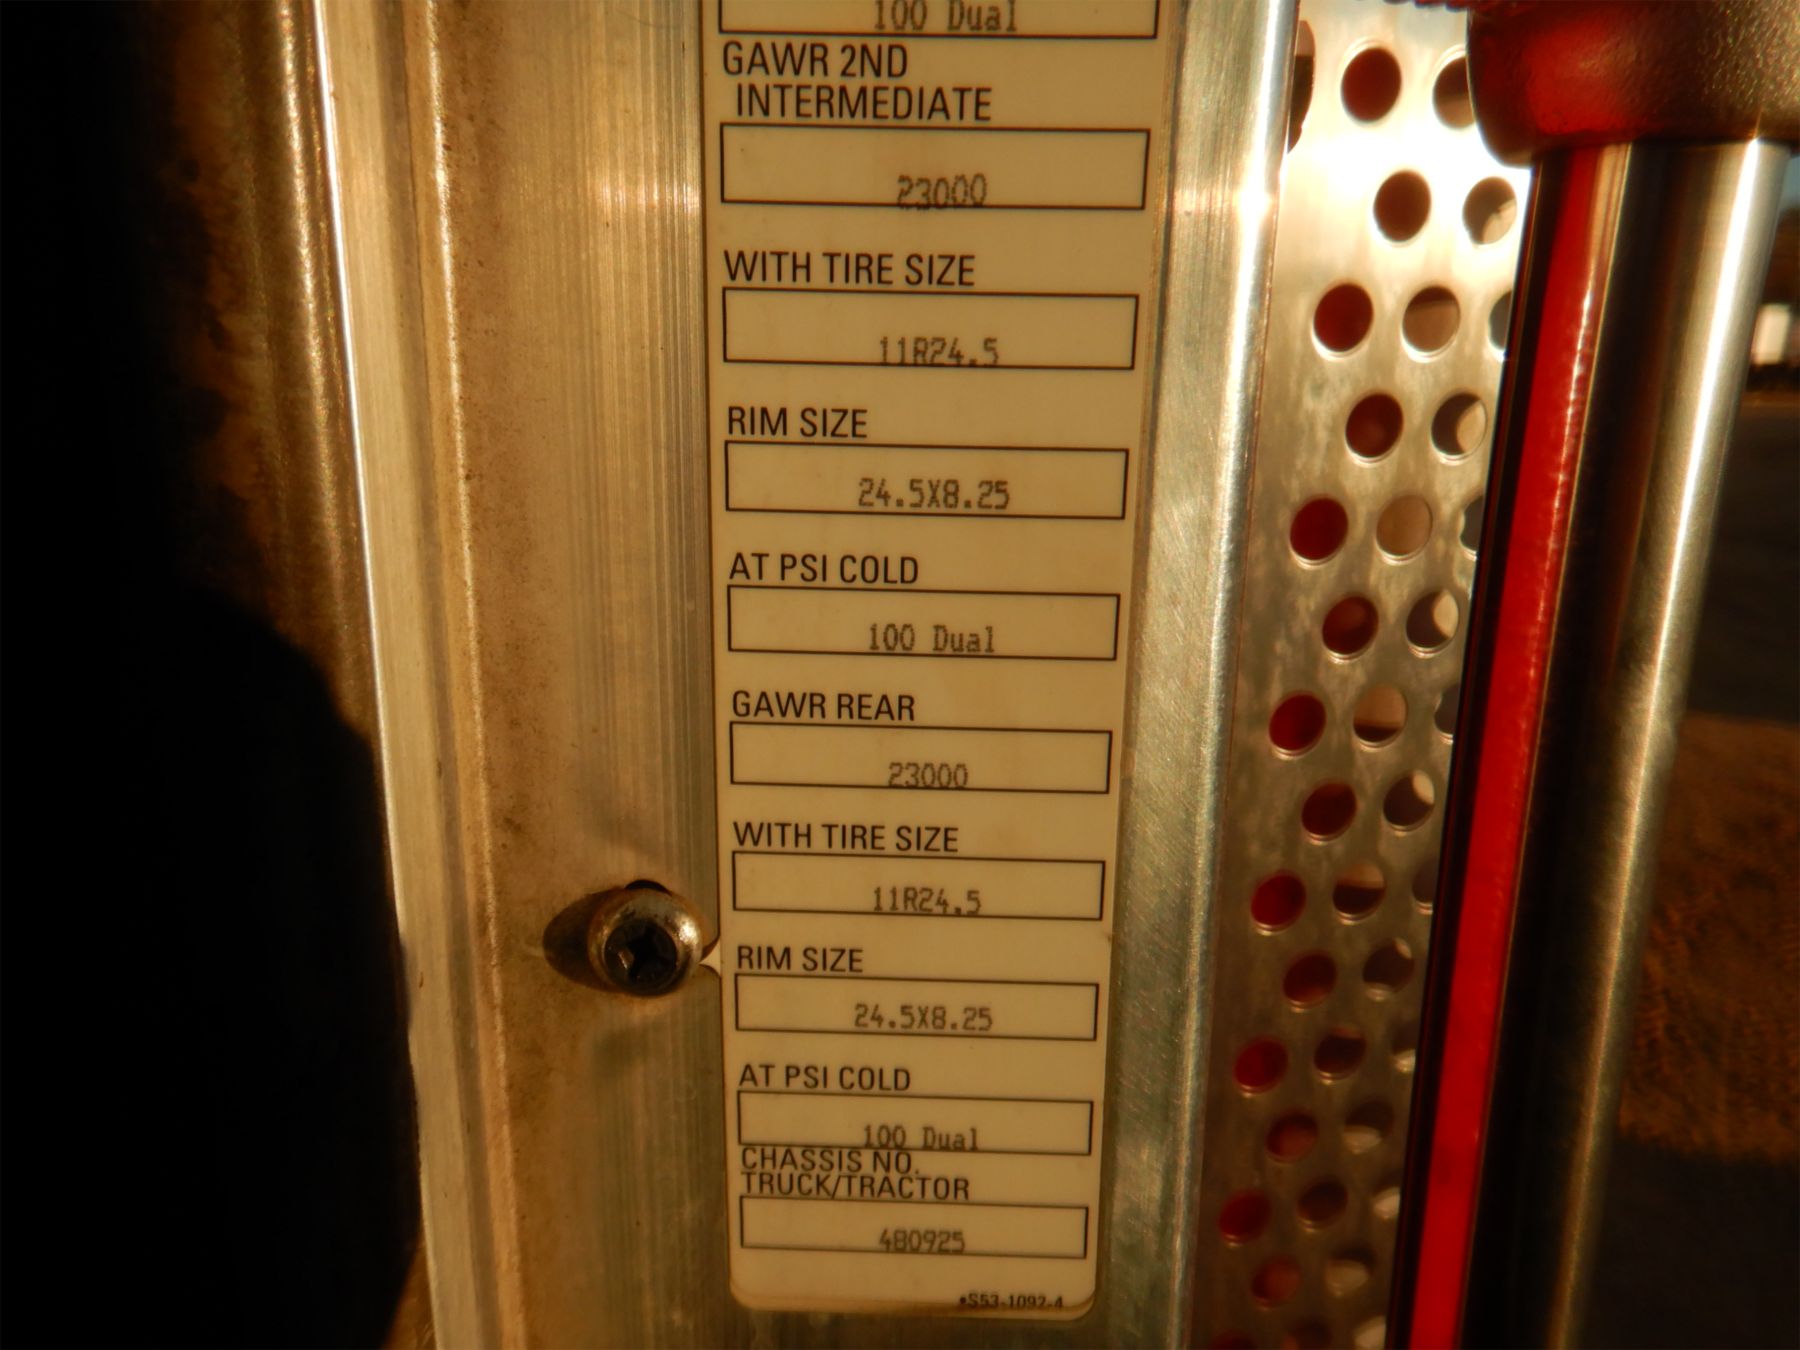 100 Dual
GAWR 2ND
INTERMEDIATE
23000
WITH TIRE SIZE
11R24.5
RIM SIZE
24.5X8.25
AT PSI COLD
100 Dual
GAWR REAR
23000
WITH TIRE SIZE
11R24.5
RIM SIZE
24.5X8.25
AT PSI COLD
100 Dual
CHASSIS NO.
TRUCK/TRACTOR
480925
•S53-1092-4